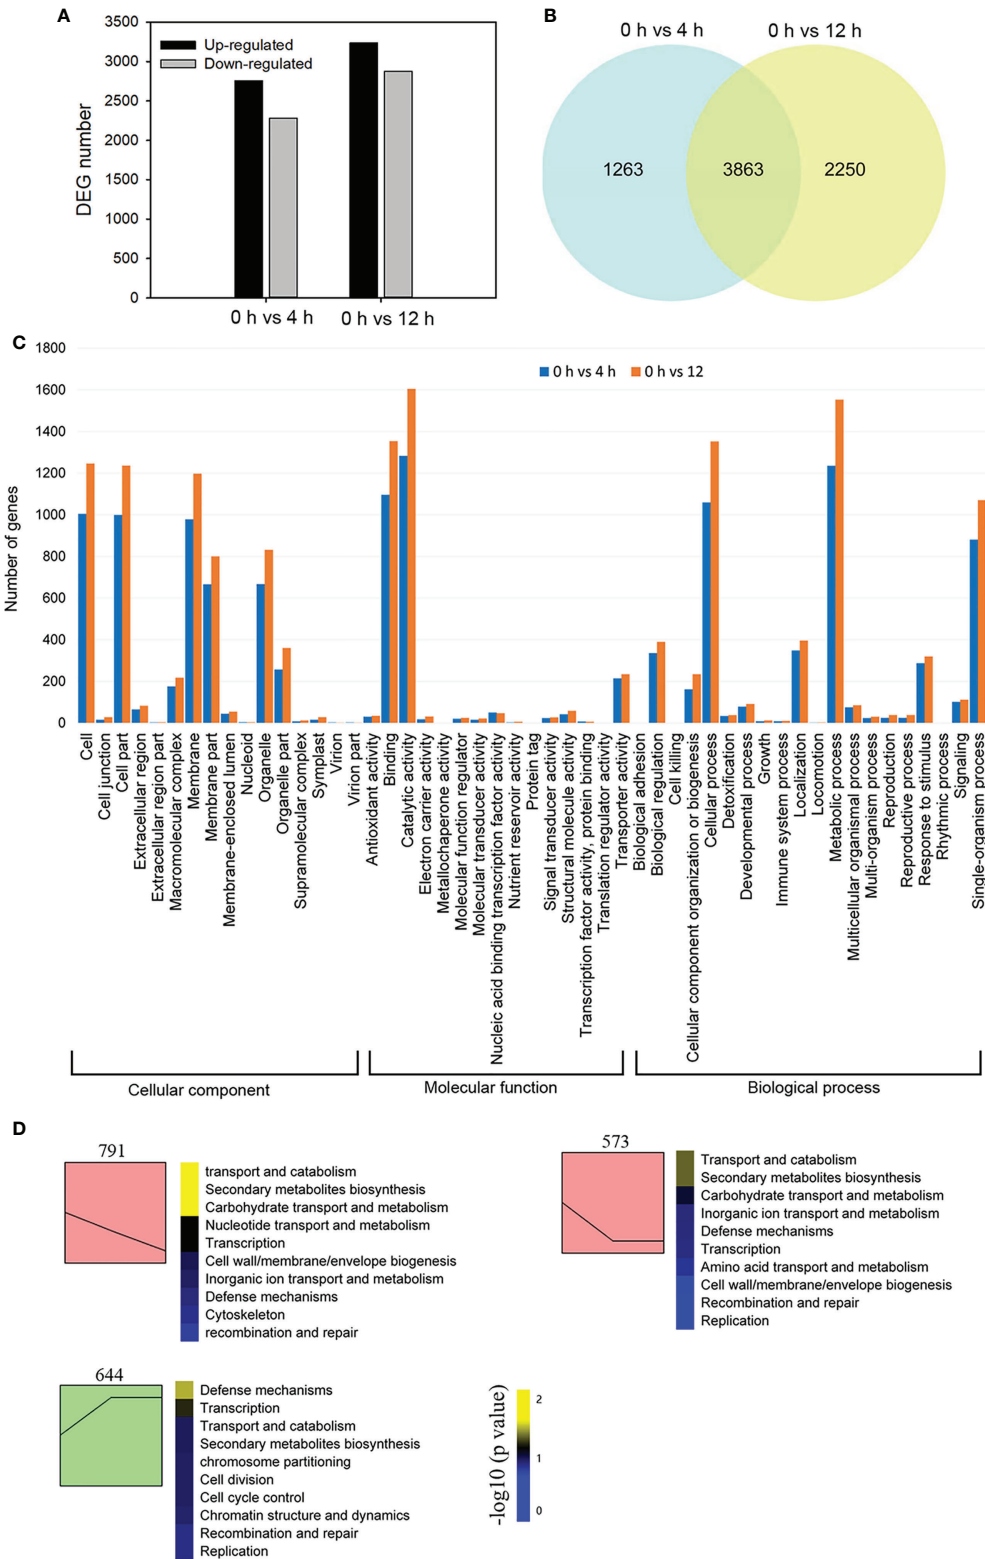 A
3500
3000
2500
2000
1500
1000
500
0
DEG number
Up-regulated
Down-regulated
0 h vs 4 h
0 h vs 12 h
B
0 h vs 4 h
0 h vs 12 h
1263
3863
2250
C
1800
1600
1400
1200
1000
800
600
400
200
0
Number of genes
0 h vs 4 h
0 h vs 12
Cell
Cell junction
Cell part
Extracellular region
Extracellular region part
Macromolecular complex
Membrane
Membrane part
Membrane-enclosed lumen
Nucleoid
Organelle
Organelle part
Supramolecular complex
Symplast
Virion
Virion part
Antioxidant activity
Binding
Catalytic activity
Electron carrier activity
Metallochaperone activity
Molecular function regulator
Molecular transducer activity
Nucleic acid binding transcription factor activity
Nutrient reservoir activity
Protein tag
Signal transducer activity
Structural molecule activity
Transcription factor activity, protein binding
Translation regulator activity
Transporter activity
Biological adhesion
Biological regulation
Cell killing
Cellular component organization or biogenesis
Cellular process
Detoxification
Developmental process
Growth
Immune system process
Localization
Locomotion
Metabolic process
Multicellular organismal process
Multi-organism process
Reproduction
Reproductive process
Response to stimulus
Rhythmic process
Signaling
Single-organism process
Cellular component
Molecular function
Biological process
D
791
transport and catabolism
Secondary metabolites biosynthesis
Carbohydrate transport and metabolism
Nucleotide transport and metabolism
Transcription
Cell wall/membrane/envelope biogenesis
Inorganic ion transport and metabolism
Defense mechanisms
Cytoskeleton
recombination and repair
573
Transport and catabolism
Secondary metabolites biosynthesis
Carbohydrate transport and metabolism
Inorganic ion transport and metabolism
Defense mechanisms
Transcription
Amino acid transport and metabolism
Cell wall/membrane/envelope biogenesis
Recombination and repair
Replication
644
Defense mechanisms
Transcription
Transport and catabolism
Secondary metabolites biosynthesis
chromosome partitioning
Cell division
Cell cycle control
Chromatin structure and dynamics
Recombination and repair
Replication
-log10 (p value)
2
1
0